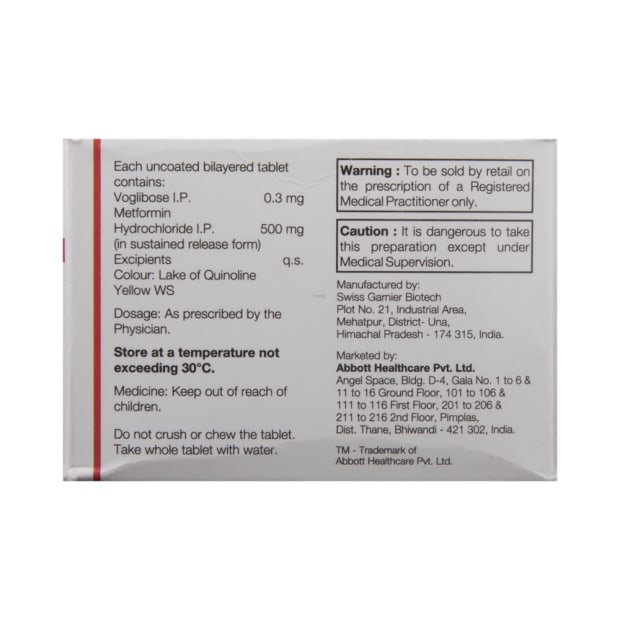 Each uncoated bilayered tablet
contains:
Voglibose I.P. 0.3 mg
Metformin
Hydrochloride I.P. 500 mg
(in sustained release form)
Excipients q.s.
Colour: Lake of Quinoline
Yellow WS
Dosage: As prescribed by the
Physician.
Store at a temperature not
exceeding 30°C.
Medicine: Keep out of reach of
children.
Do not crush or chew the tablet.
Take whole tablet with water.
Warning : To be sold by retail on
the prescription of a Registered
Medical Practitioner only.
Caution : It is dangerous to take
this preparation except under
Medical Supervision.
Manufactured by:
Swiss Garnier Biotech
Plot No. 21, Industrial Area,
Mehatpur, District- Una,
Himachal Pradesh - 174 315, India.
Marketed by:
Abbott Healthcare Pvt. Ltd.
Angel Space, Bldg. D-4, Gala No. 1 to 6 &
11 to 16 Ground Floor, 101 to 106 &
111 to 116 First Floor, 201 to 206 &
211 to 216 2nd Floor, Pimplas,
Dist. Thane, Bhiwandi - 421 302, India.
TM - Trademark of
Abbott Healthcare Pvt. Ltd.